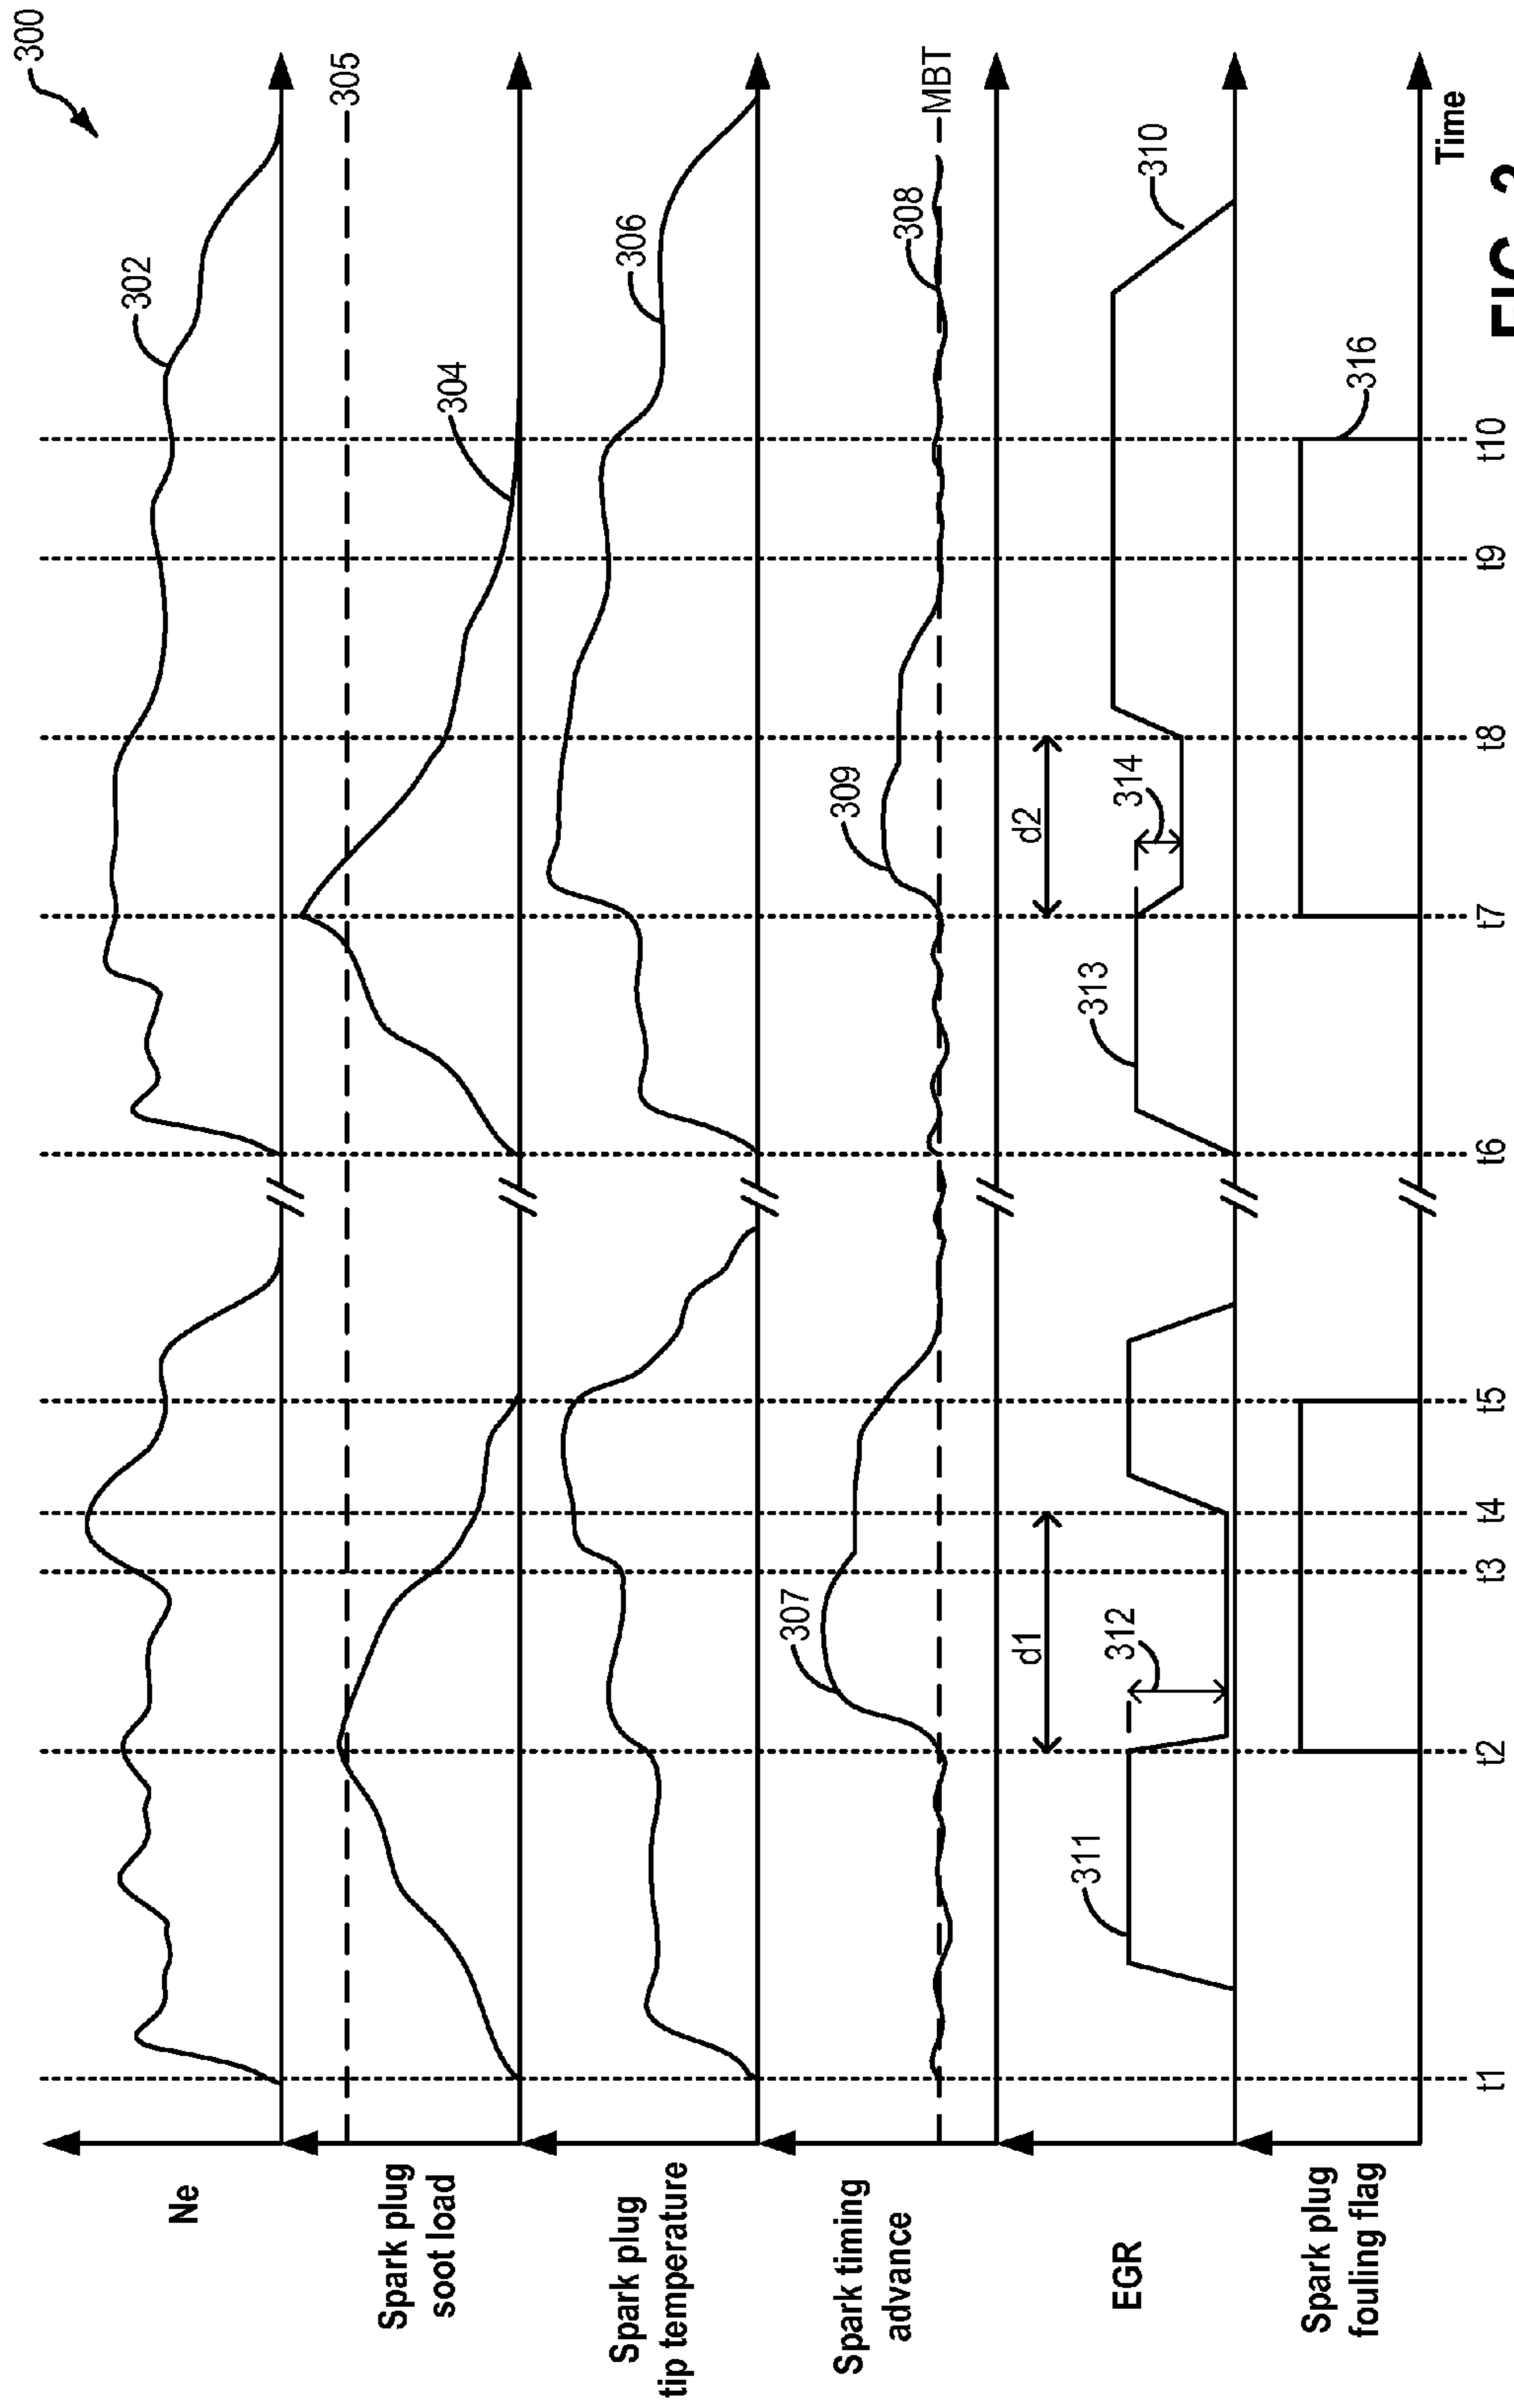 300
Ne
302
Spark plug
soot load
305
304
Spark plug
tip temperature
306
Spark timing
advance
307
309
308
MBT
EGR
311
d1
312
313
d2
314
310
Spark plug
fouling flag
316
t1
t2
t3
t4
t5
t6
t7
t8
t9
t10
Time